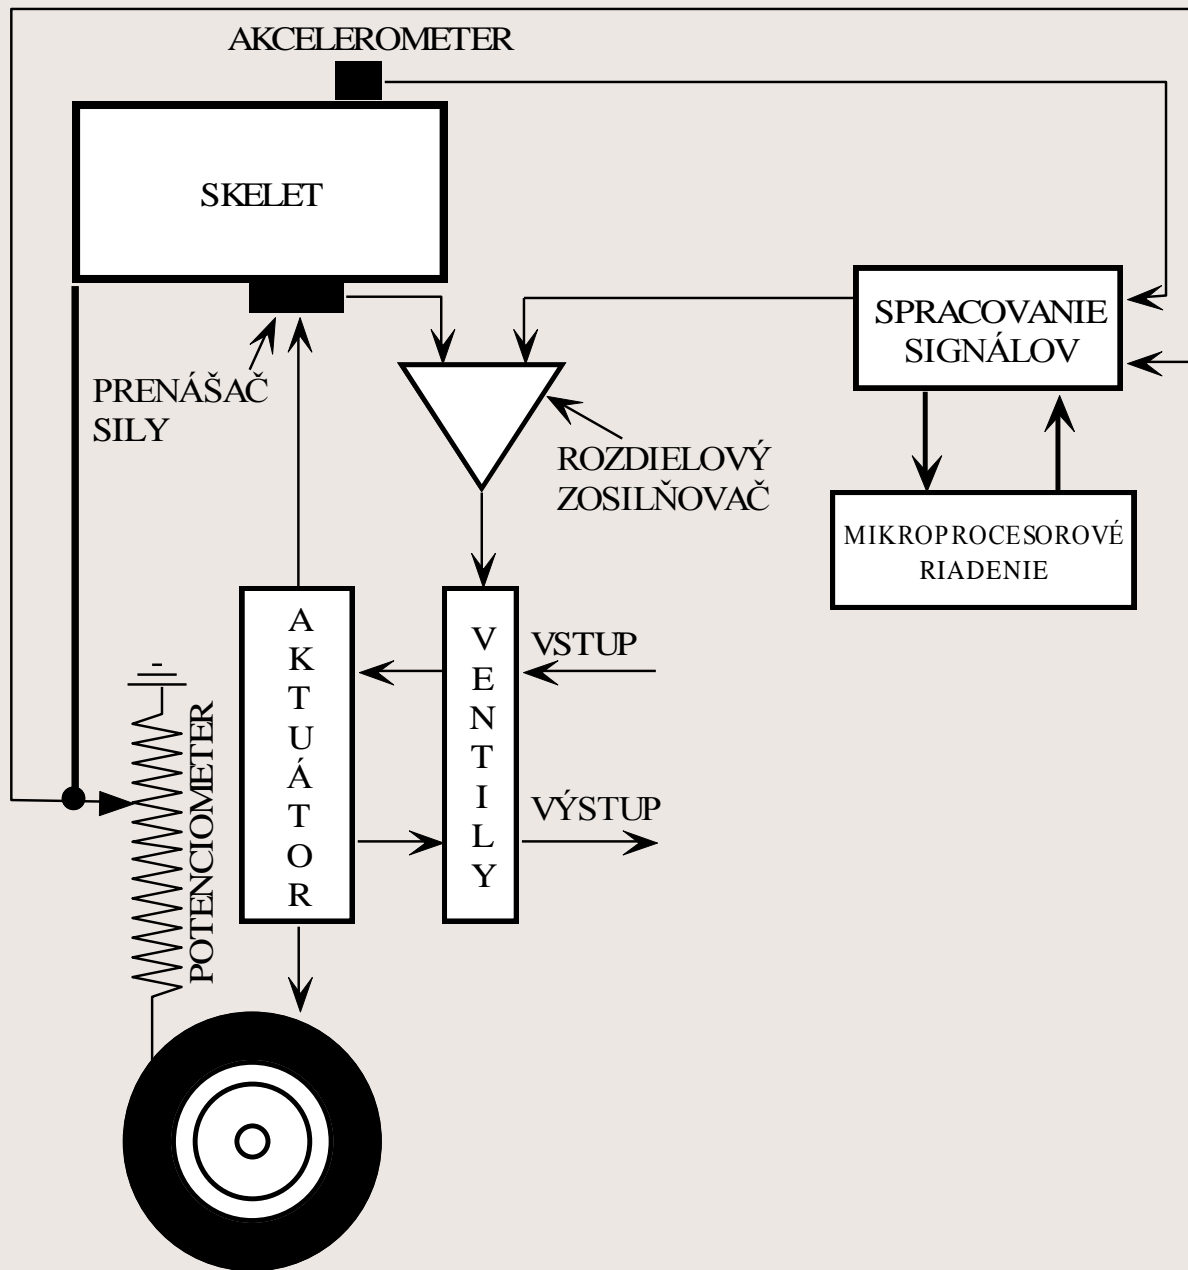 AKCELEROMETER
SKELET
SPRACOVANIE
SIGNÁLOV
PRENÁŠAČ
SILY
ROZDIELOVÝ
ZOSILŇOVAČ
MIKROPROCESOROVÉ
RIADENIE
AKTUÁTOR
VENTILY
VSTUP
VÝSTUP
POTENCIOMETER